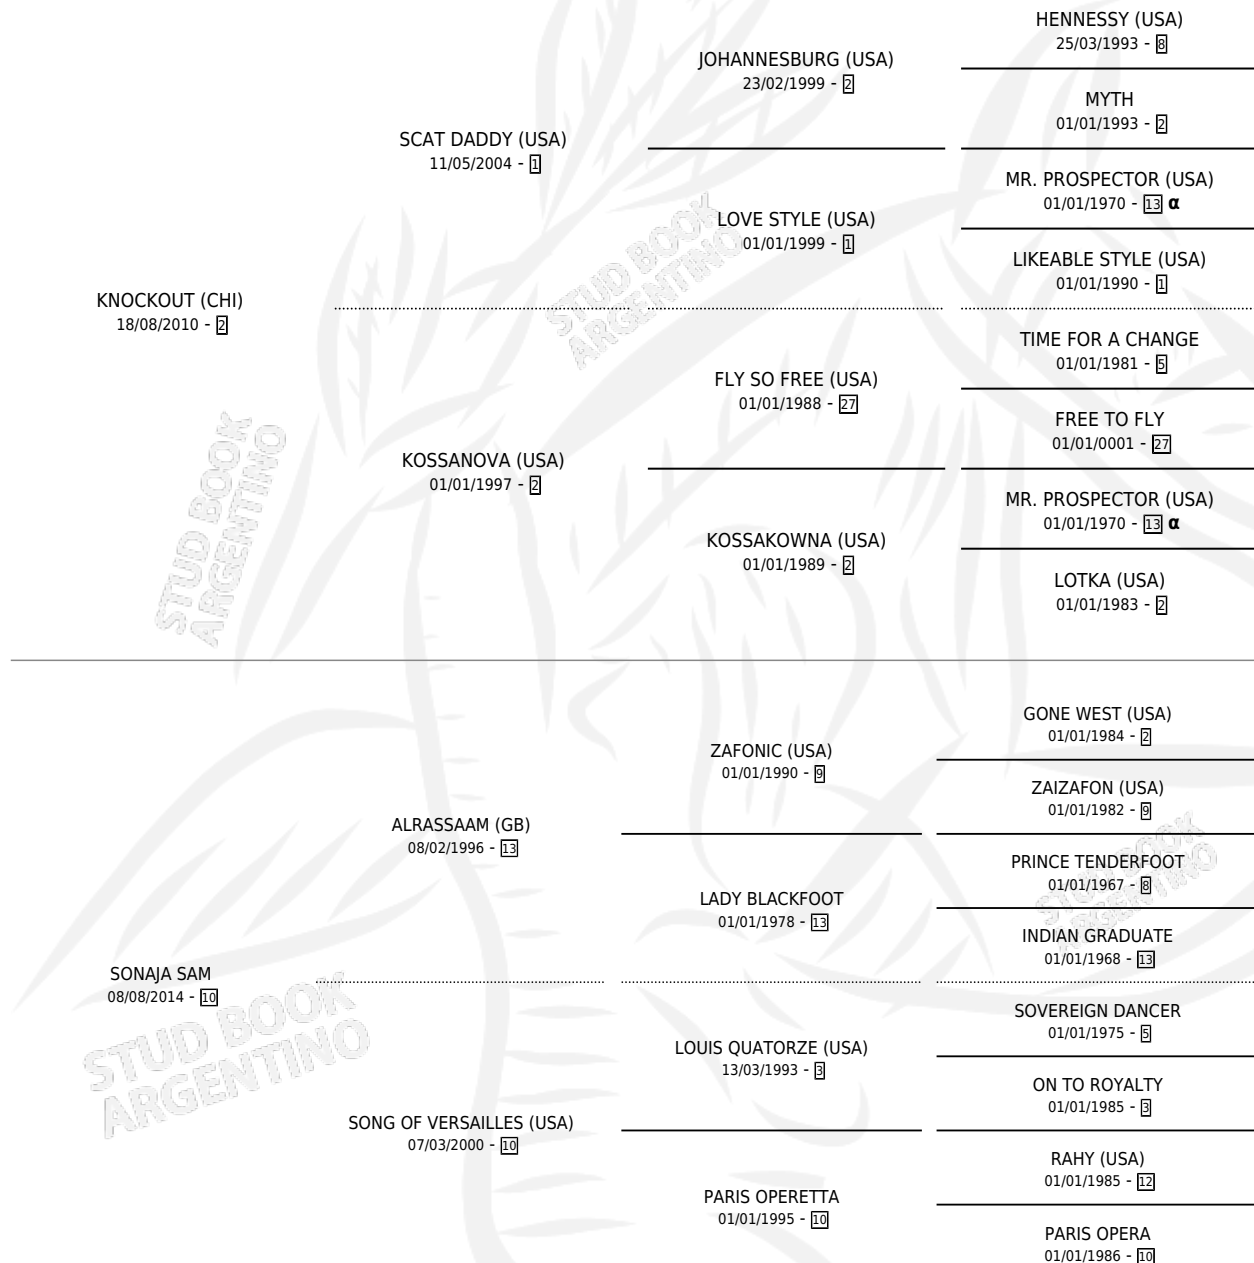 HENNESSY (USA)
25/03/1993 - 8
JOHANNESBURG (USA)
23/02/1999 - 2
MYTH
01/01/1993 - 2
SCAT DADDY (USA)
11/05/2004 - 1
MR. PROSPECTOR (USA)
01/01/1970 - 13 α
LOVE STYLE (USA)
01/01/1999 - 1
LIKEABLE STYLE (USA)
01/01/1990 - 1
KNOCKOUT (CHI)
18/08/2010 - 2
TIME FOR A CHANGE
01/01/1981 - 5
FLY SO FREE (USA)
01/01/1988 - 27
FREE TO FLY
01/01/0001 - 27
KOSSANOVA (USA)
01/01/1997 - 2
MR. PROSPECTOR (USA)
01/01/1970 - 13 α
KOSSAKOWNA (USA)
01/01/1989 - 2
LOTKA (USA)
01/01/1983 - 2
GONE WEST (USA)
01/01/1984 - 2
ZAFONIC (USA)
01/01/1990 - 9
ZAIZAFON (USA)
01/01/1982 - 9
ALRASSAAM (GB)
08/02/1996 - 13
PRINCE TENDERFOOT
01/01/1967 - 8
LADY BLACKFOOT
01/01/1978 - 13
INDIAN GRADUATE
01/01/1968 - 13
SONAJA SAM
08/08/2014 - 10
SOVEREIGN DANCER
01/01/1975 - 5
LOUIS QUATORZE (USA)
13/03/1993 - 3
ON TO ROYALTY
01/01/1985 - 3
SONG OF VERSAILLES (USA)
07/03/2000 - 10
RAHY (USA)
01/01/1985 - 12
PARIS OPERETTA
01/01/1995 - 10
PARIS OPERA
01/01/1986 - 10
STUD BOOK
ARGENTINO
STUD BOOK
ARGENTINO
STUD BOOK
ARGENTINO
STUD BOOK
ARGENTINO